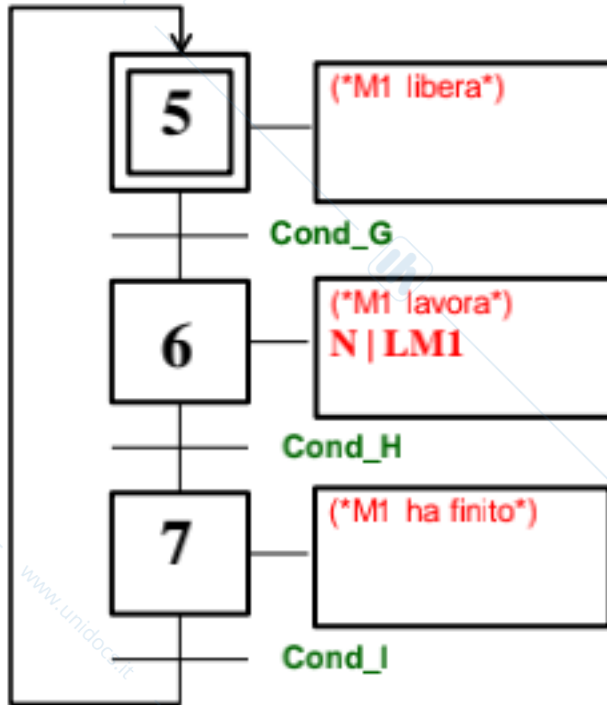 5
(*M1 libera*)
Cond_G
6
(*M1 lavora*)
N | LM1
Cond_H
7
(*M1 ha finito*)
Cond_I
www.unidocs.it